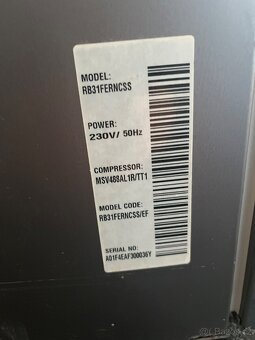 MODEL:
RB31FERNCSS
POWER:
230V/ 50Hz
COMPRESSOR:
MSV488AL1R/TT1
MODEL CODE:
RB31FERNCSS/EF
SERIAL NO:
A01F4EAF300036Y